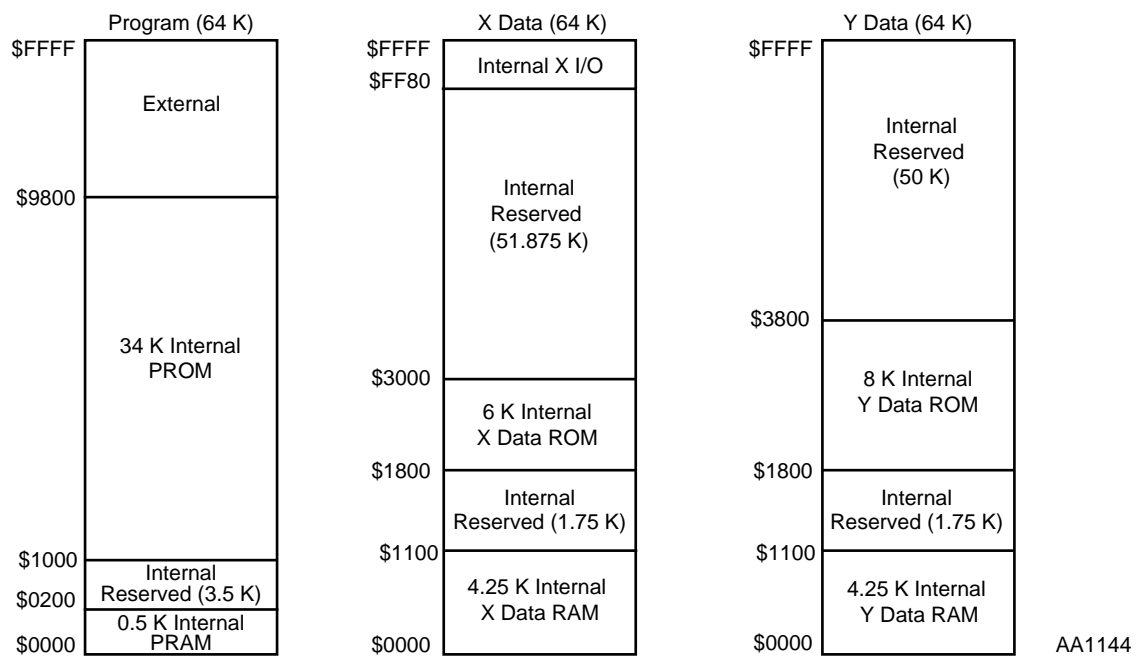 Program (64 K)
$FFFF
External
$9800
34 K Internal
PROM
$1000
Internal
Reserved (3.5 K)
$0200
0.5 K Internal
PRAM
$0000
X Data (64 K)
$FFFF
Internal X I/O
$FF80
Internal
Reserved
(51.875 K)
$3000
6 K Internal
X Data ROM
$1800
Internal
Reserved (1.75 K)
$1100
4.25 K Internal
X Data RAM
$0000
Y Data (64 K)
$FFFF
Internal
Reserved
(50 K)
$3800
8 K Internal
Y Data ROM
$1800
Internal
Reserved (1.75 K)
$1100
4.25 K Internal
Y Data RAM
$0000
AA1144